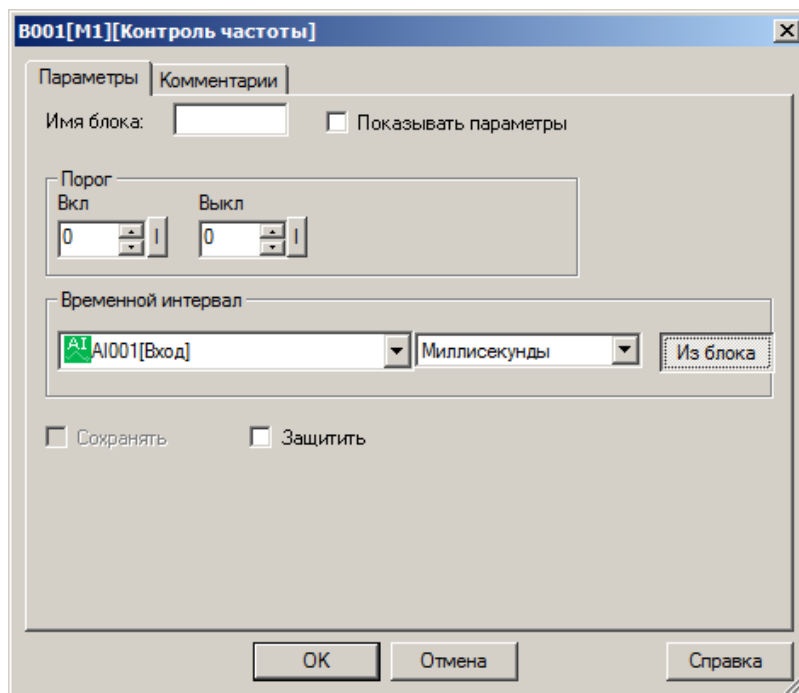 B001[M1][Контроль частоты]
Параметры Комментарии
Имя блока: Показывать параметры
Порог
Вкл Выкл
0 I 0 I
Временной интервал
AI AI001[Вход] Миллисекунды Из блока
Сохранять Защитить
OK Отмена Справка